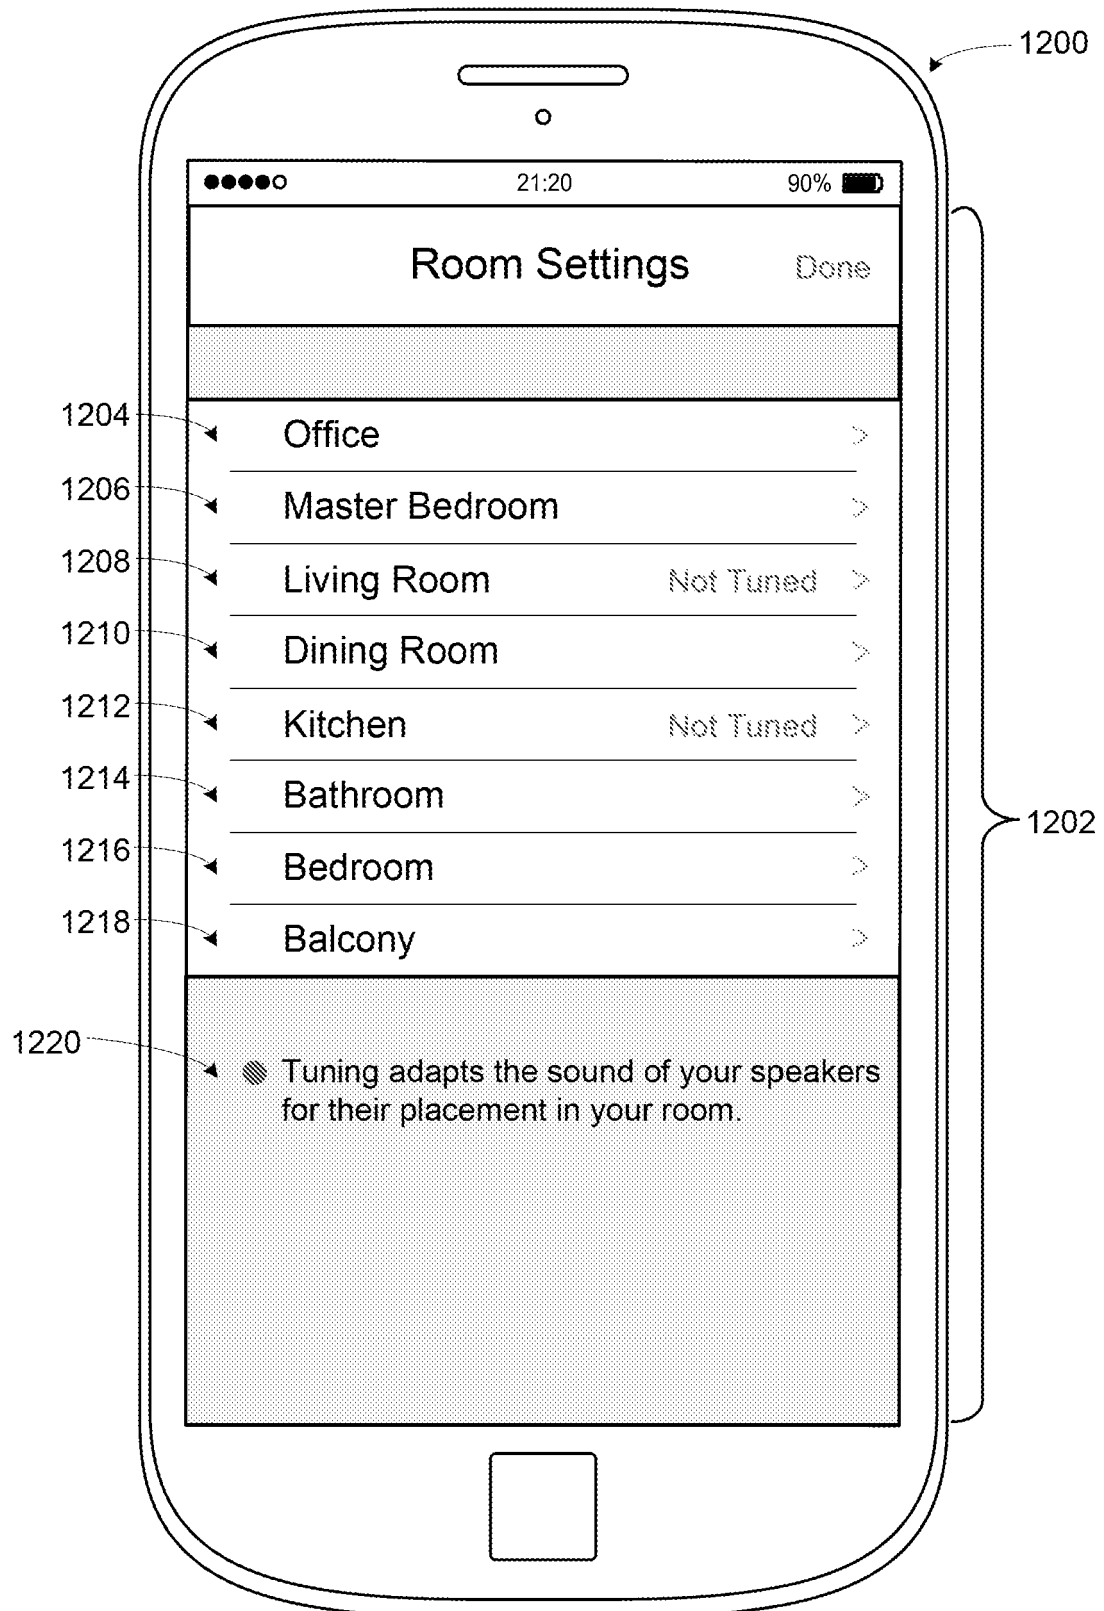 1200
21:20 90%
Room Settings Done
1204 Office >
1206 Master Bedroom >
1208 Living Room Not Tuned >
1210 Dining Room >
1212 Kitchen Not Tuned >
1214 Bathroom >
1202
1216 Bedroom >
1218 Balcony >
1220 Tuning adapts the sound of your speakers
for their placement in your room.